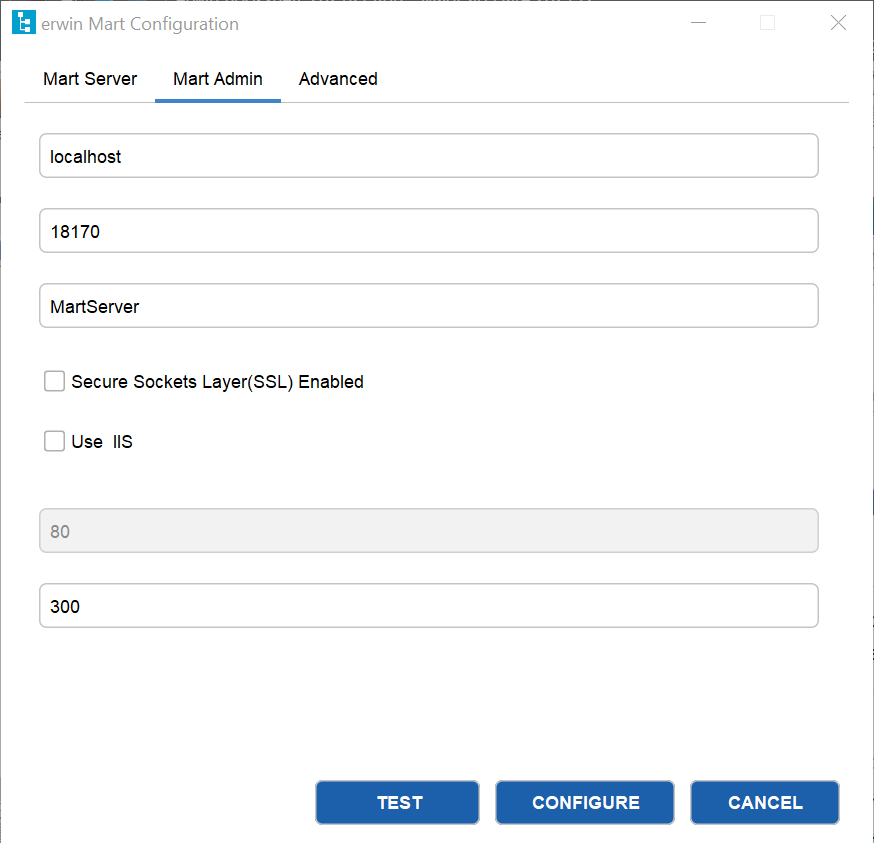 erwin Mart Configuration
Mart Server Mart Admin Advanced
localhost
18170
MartServer
Secure Sockets Layer(SSL) Enabled
Use IIS
80
300
TEST CONFIGURE CANCEL